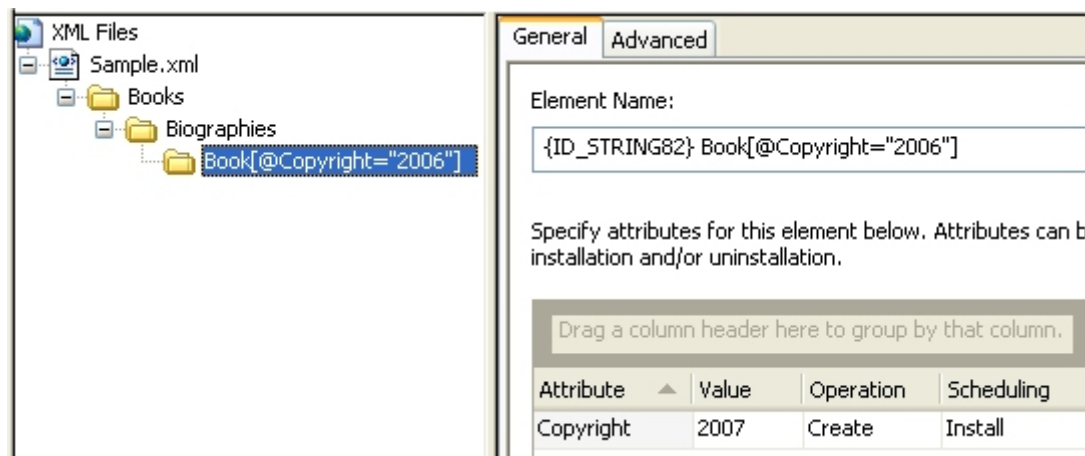 XML Files
Sample.xml
Books
Biographies
Book[@Copyright="2006"]
General Advanced
Element Name:
{ID_STRING82} Book[@Copyright="2006"]
Specify attributes for this element below. Attributes can b
installation and/or uninstallation.
Drag a column header here to group by that column.
Attribute Value Operation Scheduling
Copyright 2007 Create Install